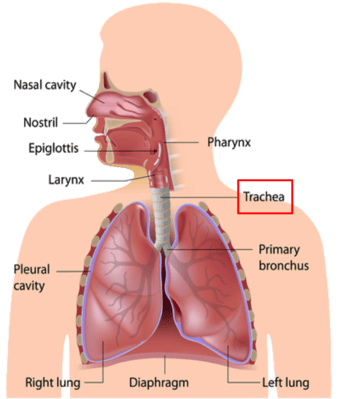 Nasal cavity
Nostril
Epiglottis
Pharynx
Larynx
Trachea
Primary
bronchus
Pleural
cavity
Right lung
Diaphragm
Left lung